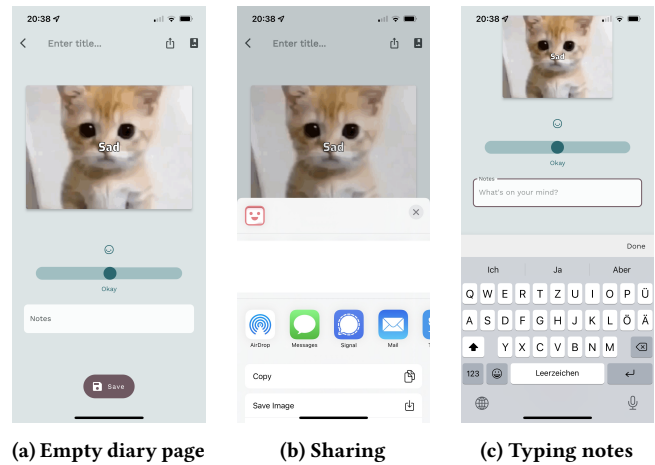 20:38
Enter title...
Sad
Okay
Notes
Save
(a) Empty diary page
20:38
Enter title...
Sad
AirDrop
Messages
Signal
Mail
Copy
Save Image
(b) Sharing
20:38
Sad
Okay
Notes
What's on your mind?
Done
Ich Ja Aber
Q W E R T Z U I O P Ü
A S D F G H J K L Ö Ä
Y X C V B N M
123 Leerzeichen
(c) Typing notes